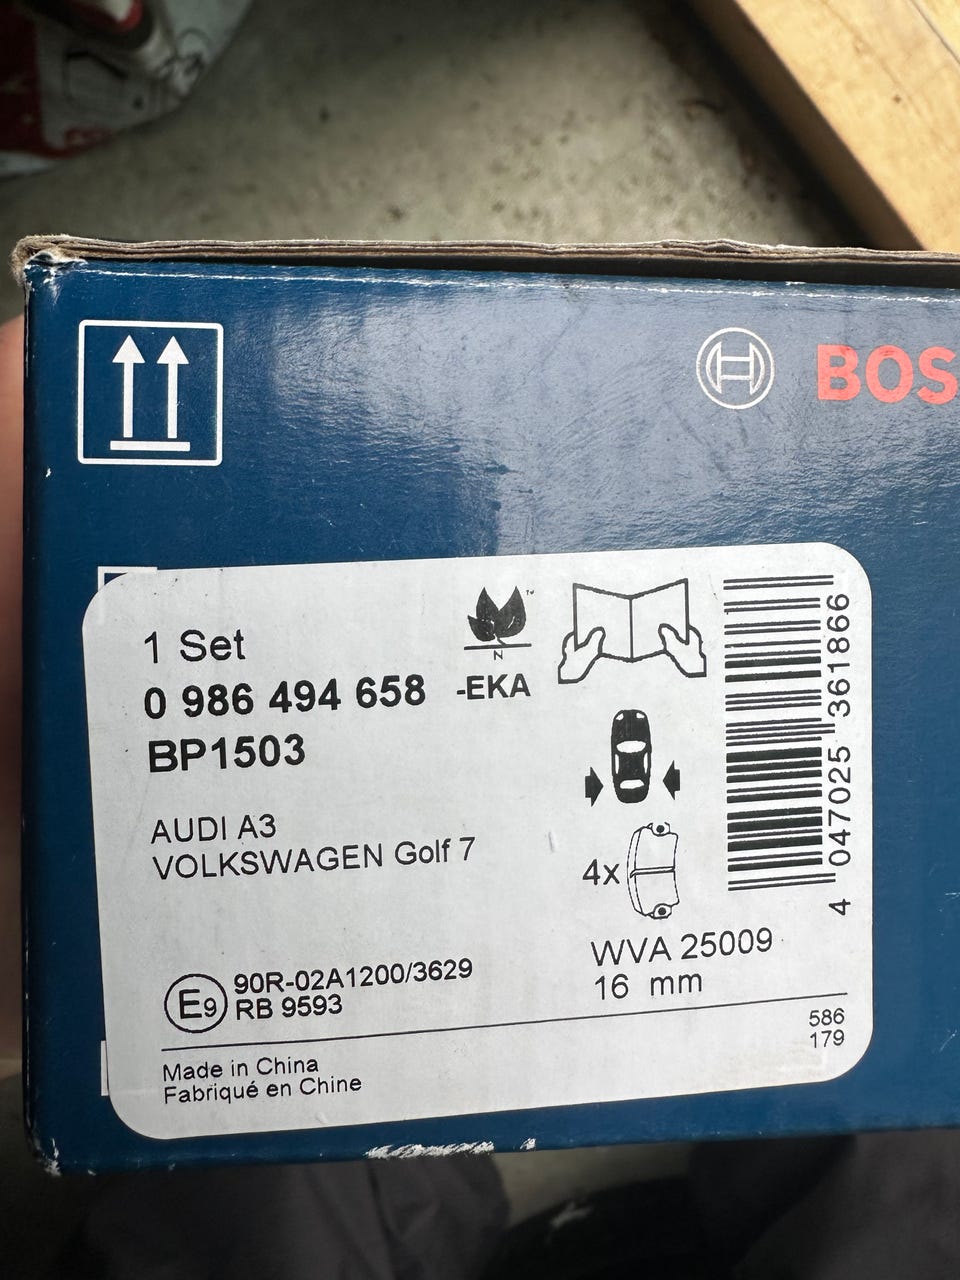 BOS
1 Set
0 986 494 658 -EKA
BP1503
AUDI A3
VOLKSWAGEN Golf 7
TM
N
4x
WVA 25009
16 mm
E9 90R-02A1200/3629
RB 9593
586
179
Made in China
Fabriqué en Chine
4 047025 361866